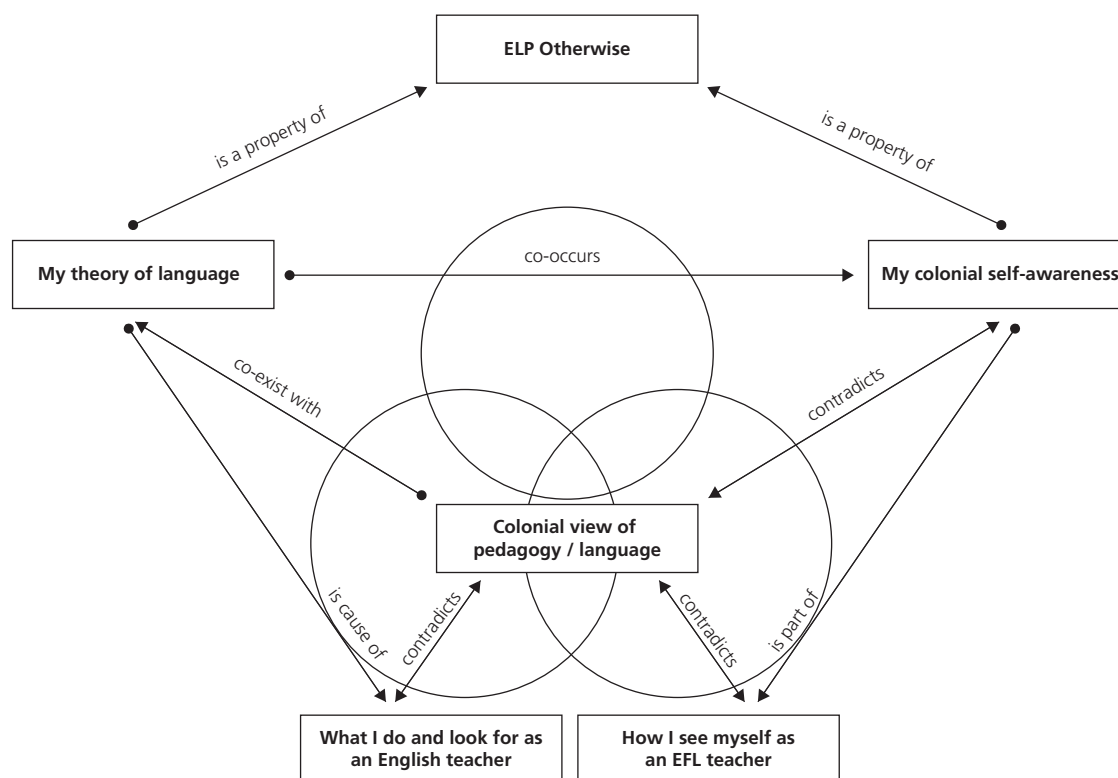 ELP Otherwise
is a property of
is a property of
My theory of language
co-occurs
My colonial self-awareness
co-exist with
contradicts
Colonial view of
pedagogy / language
is cause of
contradicts
contradicts
is part of
What I do and look for as
an English teacher
How I see myself as
an EFL teacher